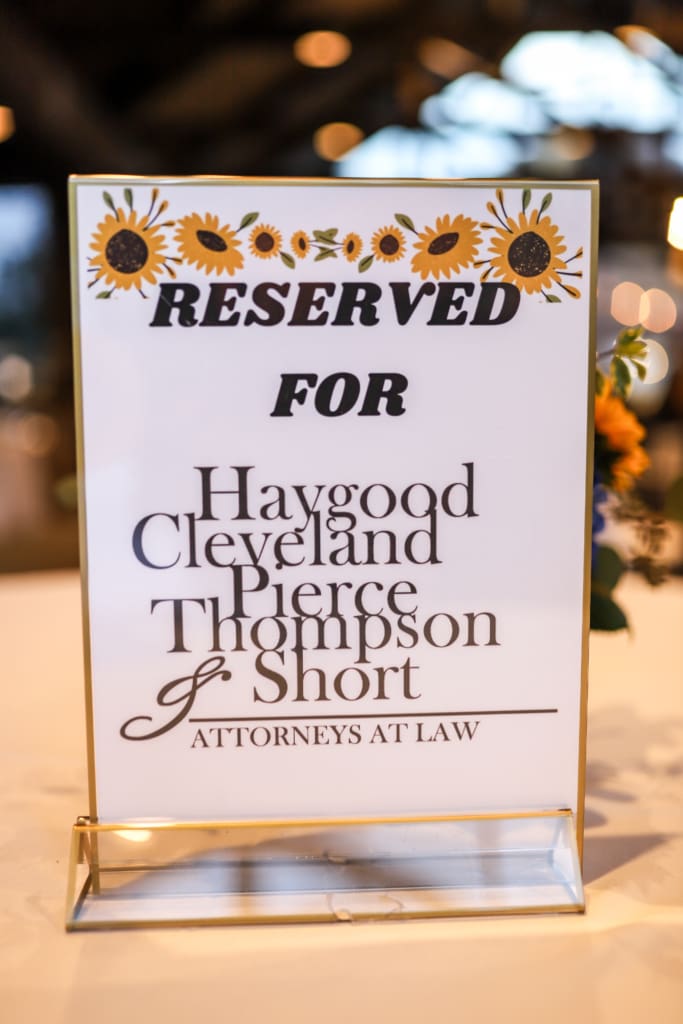 RESERVED
FOR
Haygood
Cleveland
Pierce
Thompson
& Short
ATTORNEYS AT LAW